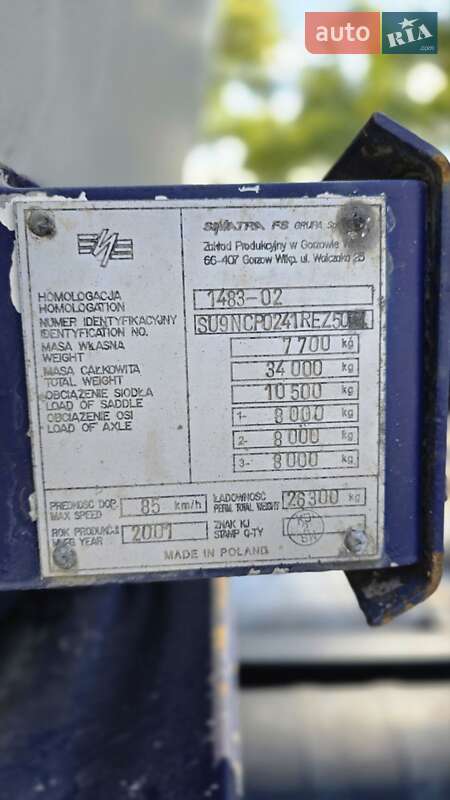 auto RIA .com
SOMATRA FS GRUPA
Zakład Produkcyjny w Gorzowie
66-407 Gorzów Wlkp. ul. Walczaka 25
HOMOLOGACJA
HOMOLOGATION
1483-02
NUMER IDENTYFIKACYJNY
IDENTYFICATION NO.
SU9NCP0241REZ50
MASA WŁASNA
WEIGHT
7 700 kg
MASA CAŁKOWITA
TOTAL WEIGHT
34 000 kg
OBCIĄŻENIE SIODŁA
LOAD OF SADDLE
10 500 kg
OBCIĄŻENIE OSI
LOAD OF AXLE
1- 8 000 kg
2- 8 000 kg
3- 8 000 kg
PRĘDKOŚĆ DOP.
MAX SPEED
85 km/h
ŁADOWNOŚĆ
PERM. TOTAL WEIGHT
26300 kg
ROK PRODUKCJI
MAKE YEAR
2001
ZNAK KJ
STAMP Q-TY
MADE IN POLAND